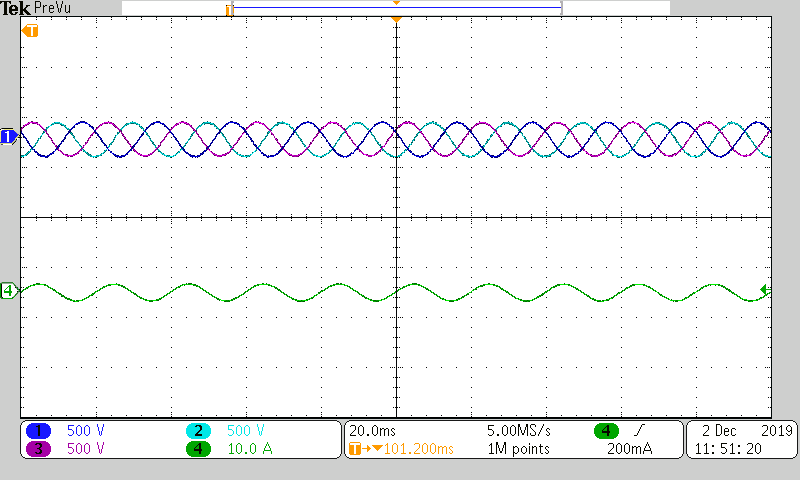 Tek PreVu
T
1
4
1 500 V 2 500 V
3 500 V 4 10.0 A
20.0ms 5.00MS/s
T→▼101.200ms 1M points
4 200mA
2 Dec 2019
11:51:20